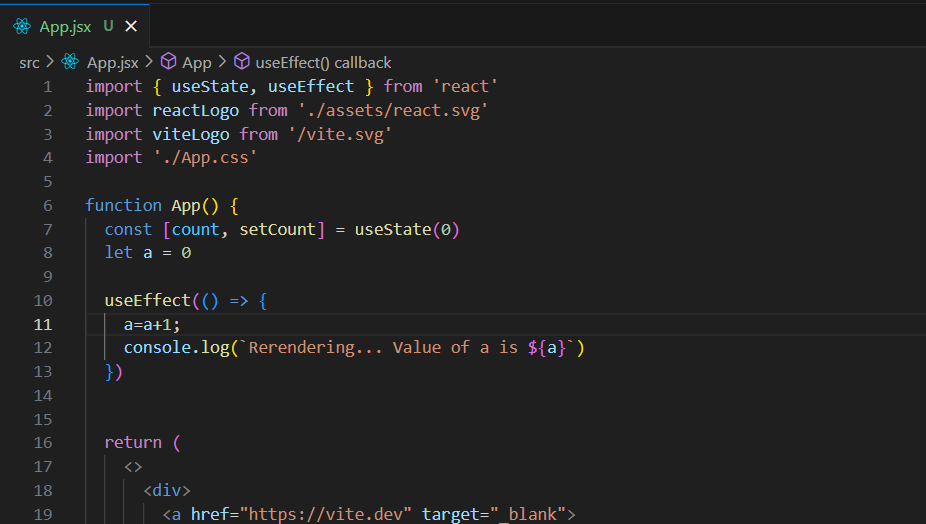 App.jsx U
src > App.jsx > App > useEffect() callback
1 import { useState, useEffect } from 'react'
2 import reactLogo from './assets/react.svg'
3 import viteLogo from '/vite.svg'
4 import './App.css'
5
6 function App() {
7 const [count, setCount] = useState(0)
8 let a = 0
9
10 useEffect(() => {
11 a=a+1;
12 console.log(`Rerendering... Value of a is ${a}`)
13 })
14
15
16 return (
17 <>
18 <div>
19 <a href="https://vite.dev" target="_blank">